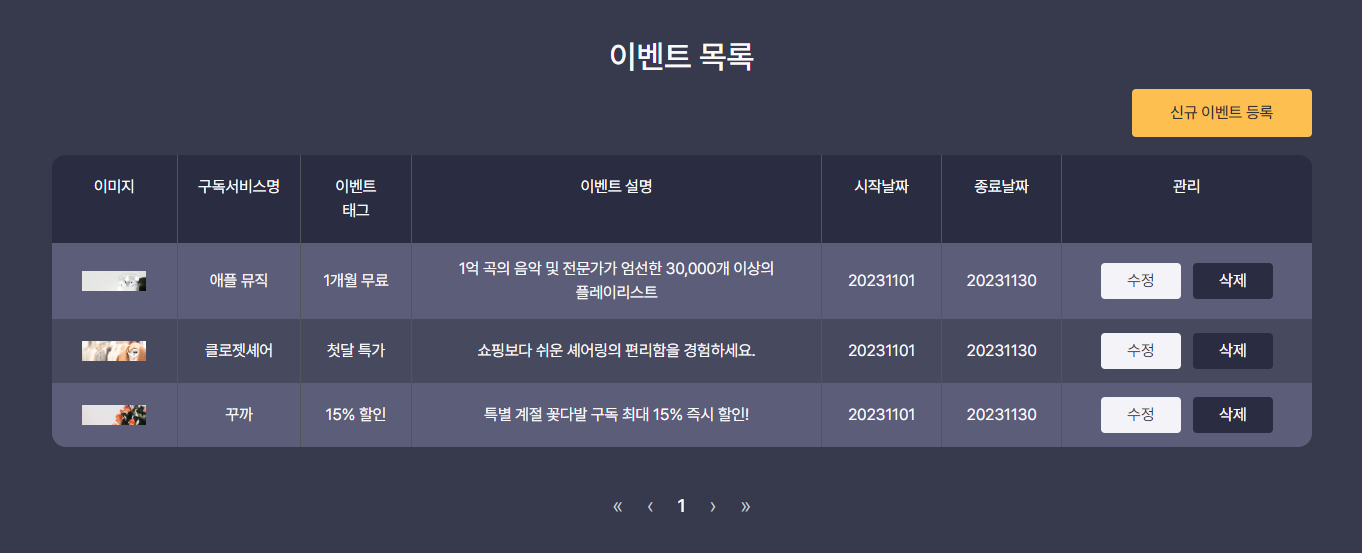 이벤트 목록
신규 이벤트 등록
이미지 구독서비스명 이벤트 태그 이벤트 설명 시작날짜 종료날짜 관리
애플 뮤직 1개월 무료 1억 곡의 음악 및 전문가가 엄선한 30,000개 이상의 플레이리스트 20231101 20231130 수정 삭제
클로젯셰어 첫달 특가 쇼핑보다 쉬운 셰어링의 편리함을 경험하세요. 20231101 20231130 수정 삭제
꾸까 15% 할인 특별 계절 꽃다발 구독 최대 15% 즉시 할인! 20231101 20231130 수정 삭제
« ‹ 1 › »